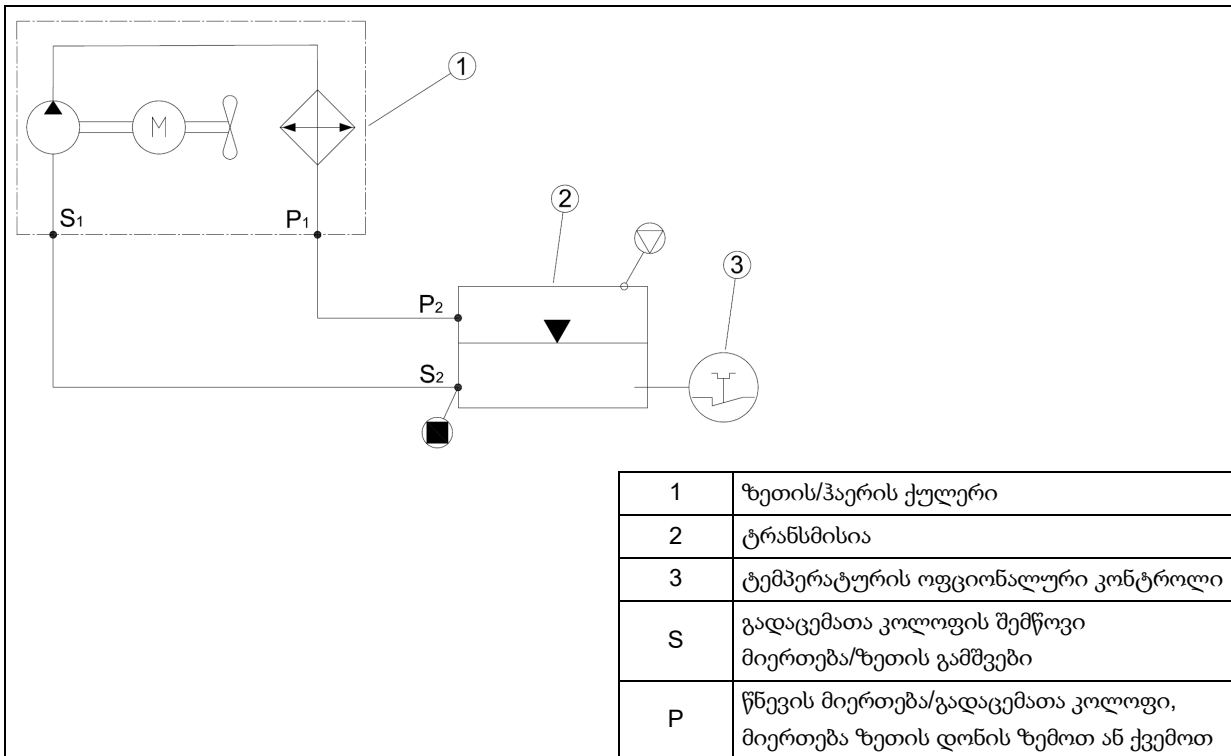 1
M
S1
P1
2
3
P2
S2
1 ზეთის/ჰაერის ქულერი
2 ტრანსმისია
3 ტემპერატურის ოფციონალური კონტროლი
S გადაცემათა კოლოფის შემწოვი
მიერთება/ზეთის გამშვები
P წნევის მიერთება/გადაცემათა კოლოფი,
მიერთება ზეთის დონის ზემოთ ან ქვემოთ